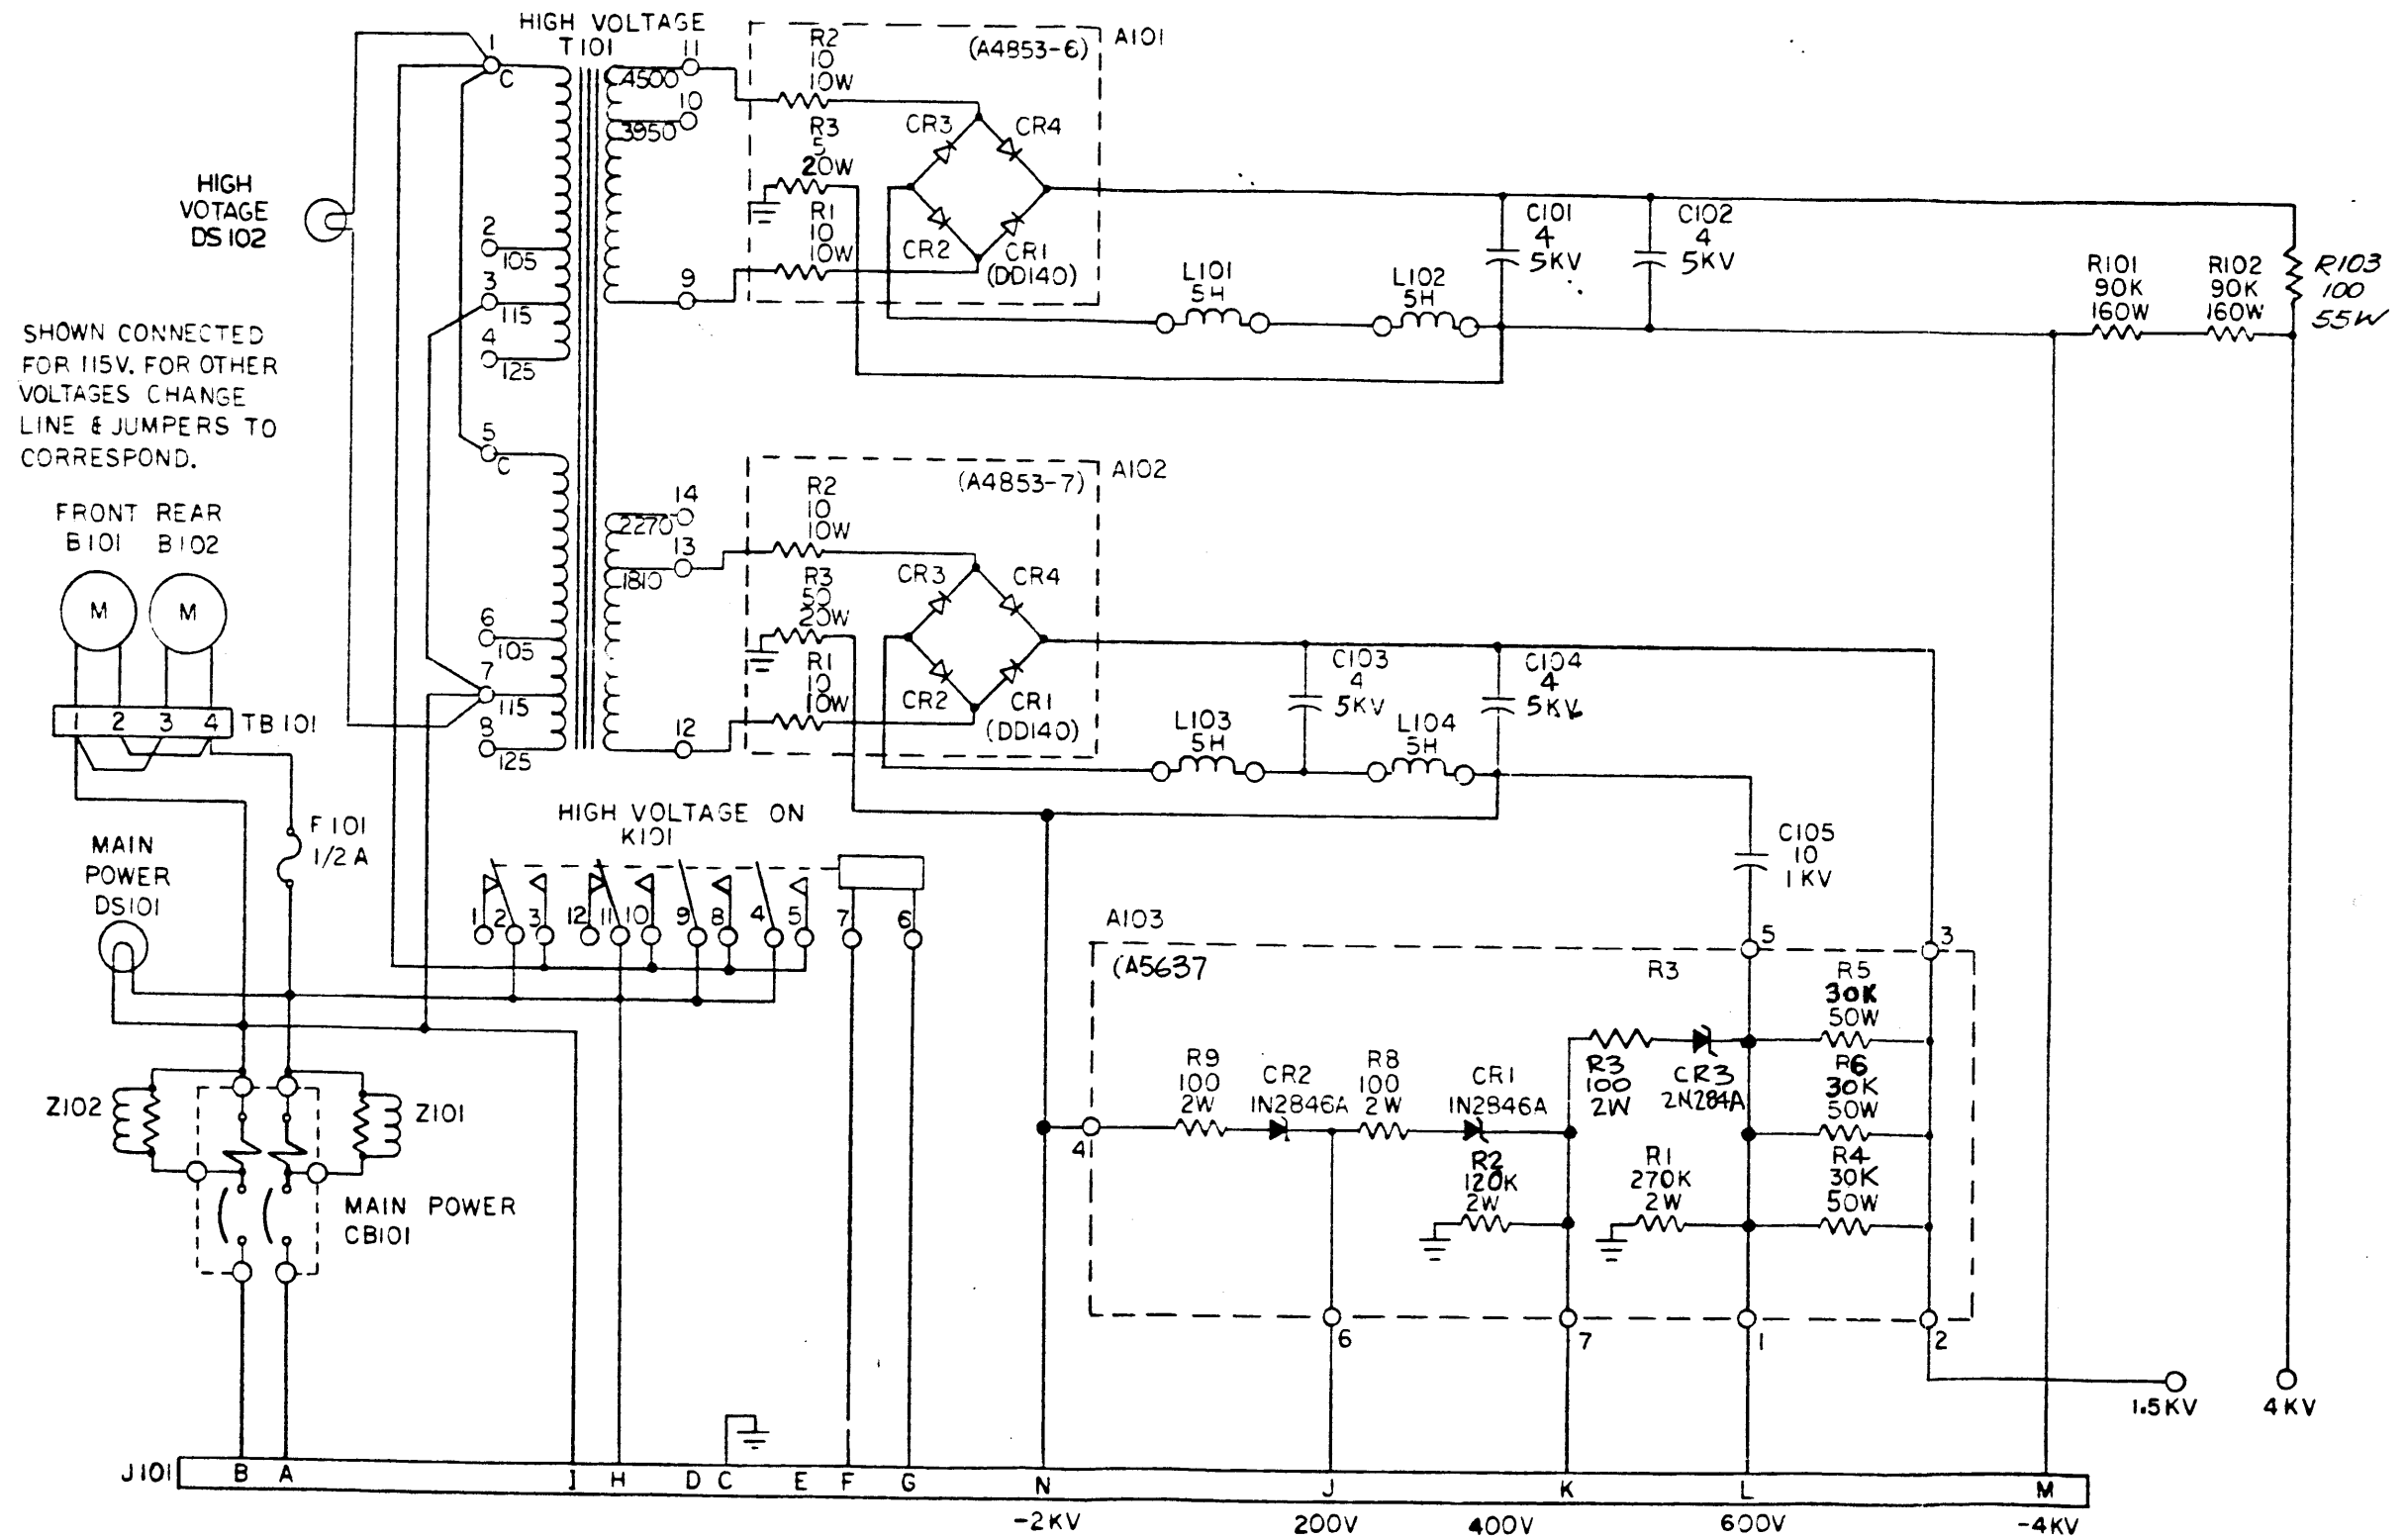 HIGH VOLTAGE
T101
1
C
2
105
3
115
4
125
5
C
6
105
7
115
8
125
11
4500
10
3950
9
14
2270
13
1810
12
HIGH
VOTAGE
DS102
SHOWN CONNECTED
FOR 115V. FOR OTHER
VOLTAGES CHANGE
LINE & JUMPERS TO
CORRESPOND.
A101
(A4853-6)
R2
10
10W
R3
5
20W
R1
10
10W
CR3
CR4
CR2
CR1
(DD140)
C101
4
5KV
C102
4
5KV
L101
5H
L102
5H
R101
90K
160W
R102
90K
160W
R103
100
55W
A102
(A4853-7)
R2
10
10W
R3
50
20W
R1
10
10W
CR3
CR4
CR2
CR1
(DD140)
C103
4
5KV
C104
4
5KV
L103
5H
L104
5H
C105
10
1KV
FRONT REAR
B101 B102
M M
1 2 3 4
TB101
F101
1/2 A
MAIN
POWER
DS101
HIGH VOLTAGE ON
K101
1 2 3 12 11 10 9 8 4 5 7 6
Z102
Z101
MAIN POWER
CB101
A103
(A5637
5
3
R3
R5
30K
50W
R6
30K
50W
R4
30K
50W
R9
100
2W
CR2
1N2846A
R8
100
2W
CR1
1N2846A
R3
100
2W
CR3
2N284A
4
R2
120K
2W
R1
270K
2W
6
7
1
2
1.5KV
4KV
J101
B A I H D C E F G N J K L M
-2KV 200V 400V 600V -4KV